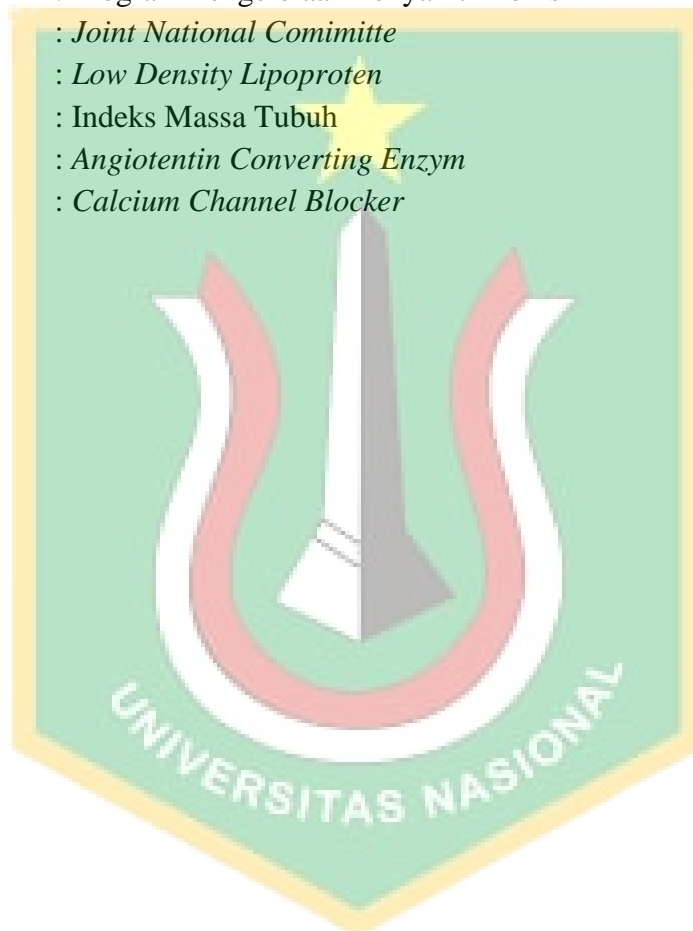 : Joint National Comimitte
: Low Density Lipoproten
: Indeks Massa Tubuh
: Angiotentin Converting Enzym
: Calcium Channel Blocker
UNIVERSITAS NASIONAL